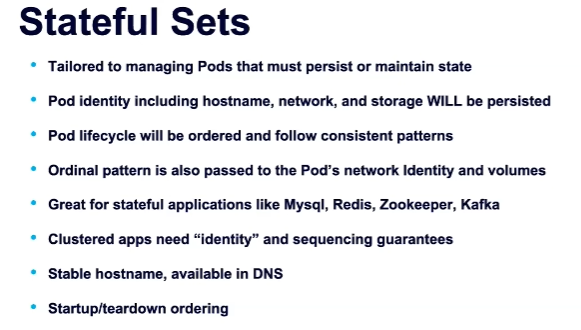 Stateful Sets
• Tailored to managing Pods that must persist or maintain state
• Pod identity including hostname, network, and storage WILL be persisted
• Pod lifecycle will be ordered and follow consistent patterns
• Ordinal pattern is also passed to the Pod's network Identity and volumes
• Great for stateful applications like Mysql, Redis, Zookeeper, Kafka
• Clustered apps need “identity” and sequencing guarantees
• Stable hostname, available in DNS
• Startup/teardown ordering